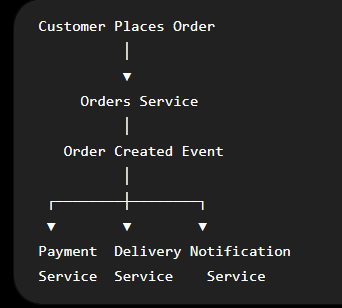 Customer Places Order
Orders Service
Order Created Event
Payment Delivery Notification
Service Service Service